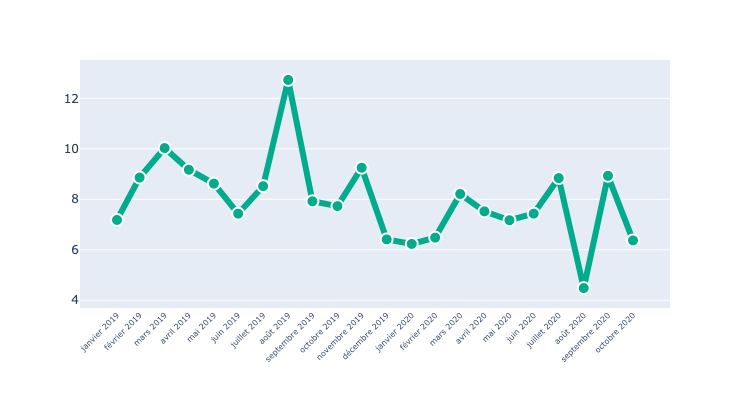 12
10
8
6
4
janvier 2019
février 2019
mars 2019
avril 2019
mai 2019
juin 2019
juillet 2019
août 2019
septembre 2019
octobre 2019
novembre 2019
décembre 2019
janvier 2020
février 2020
mars 2020
avril 2020
mai 2020
juin 2020
juillet 2020
août 2020
septembre 2020
octobre 2020